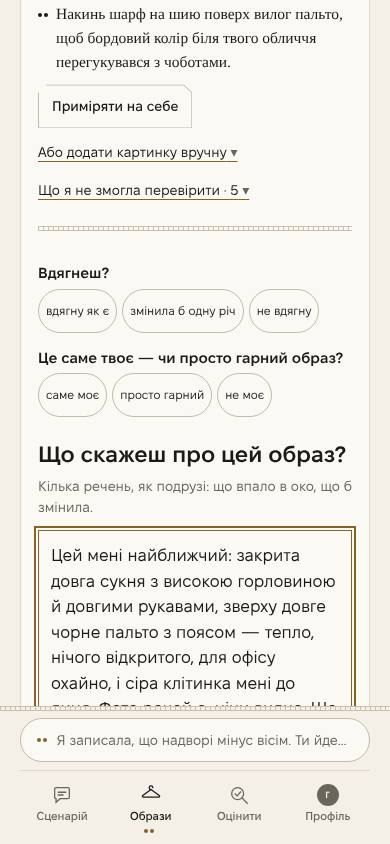 Накинь шарф на шию поверх вилог пальто,
щоб бордовий колір біля твого обличчя
перегукувався з чоботами.
Приміряти на себе
Або додати картинку вручну ▾
Що я не змогла перевірити · 5 ▾
Вдягнеш?
вдягну як є
змінила б одну річ
не вдягну
Це саме твоє — чи просто гарний образ?
саме моє
просто гарний
не моє
Що скажеш про цей образ?
Кілька речень, як подрузі: що впало в око, що б
змінила.
Цей мені найближчий: закрита
довга сукня з високою горловиною
й довгими рукавами, зверху довге
чорне пальто з поясом — тепло,
нічого відкритого, для офісу
охайно, і сіра клітинка мені до
Я записала, що надворі мінус вісім. Ти йде...
Сценарій
Образи
Оцінити
г
Профіль